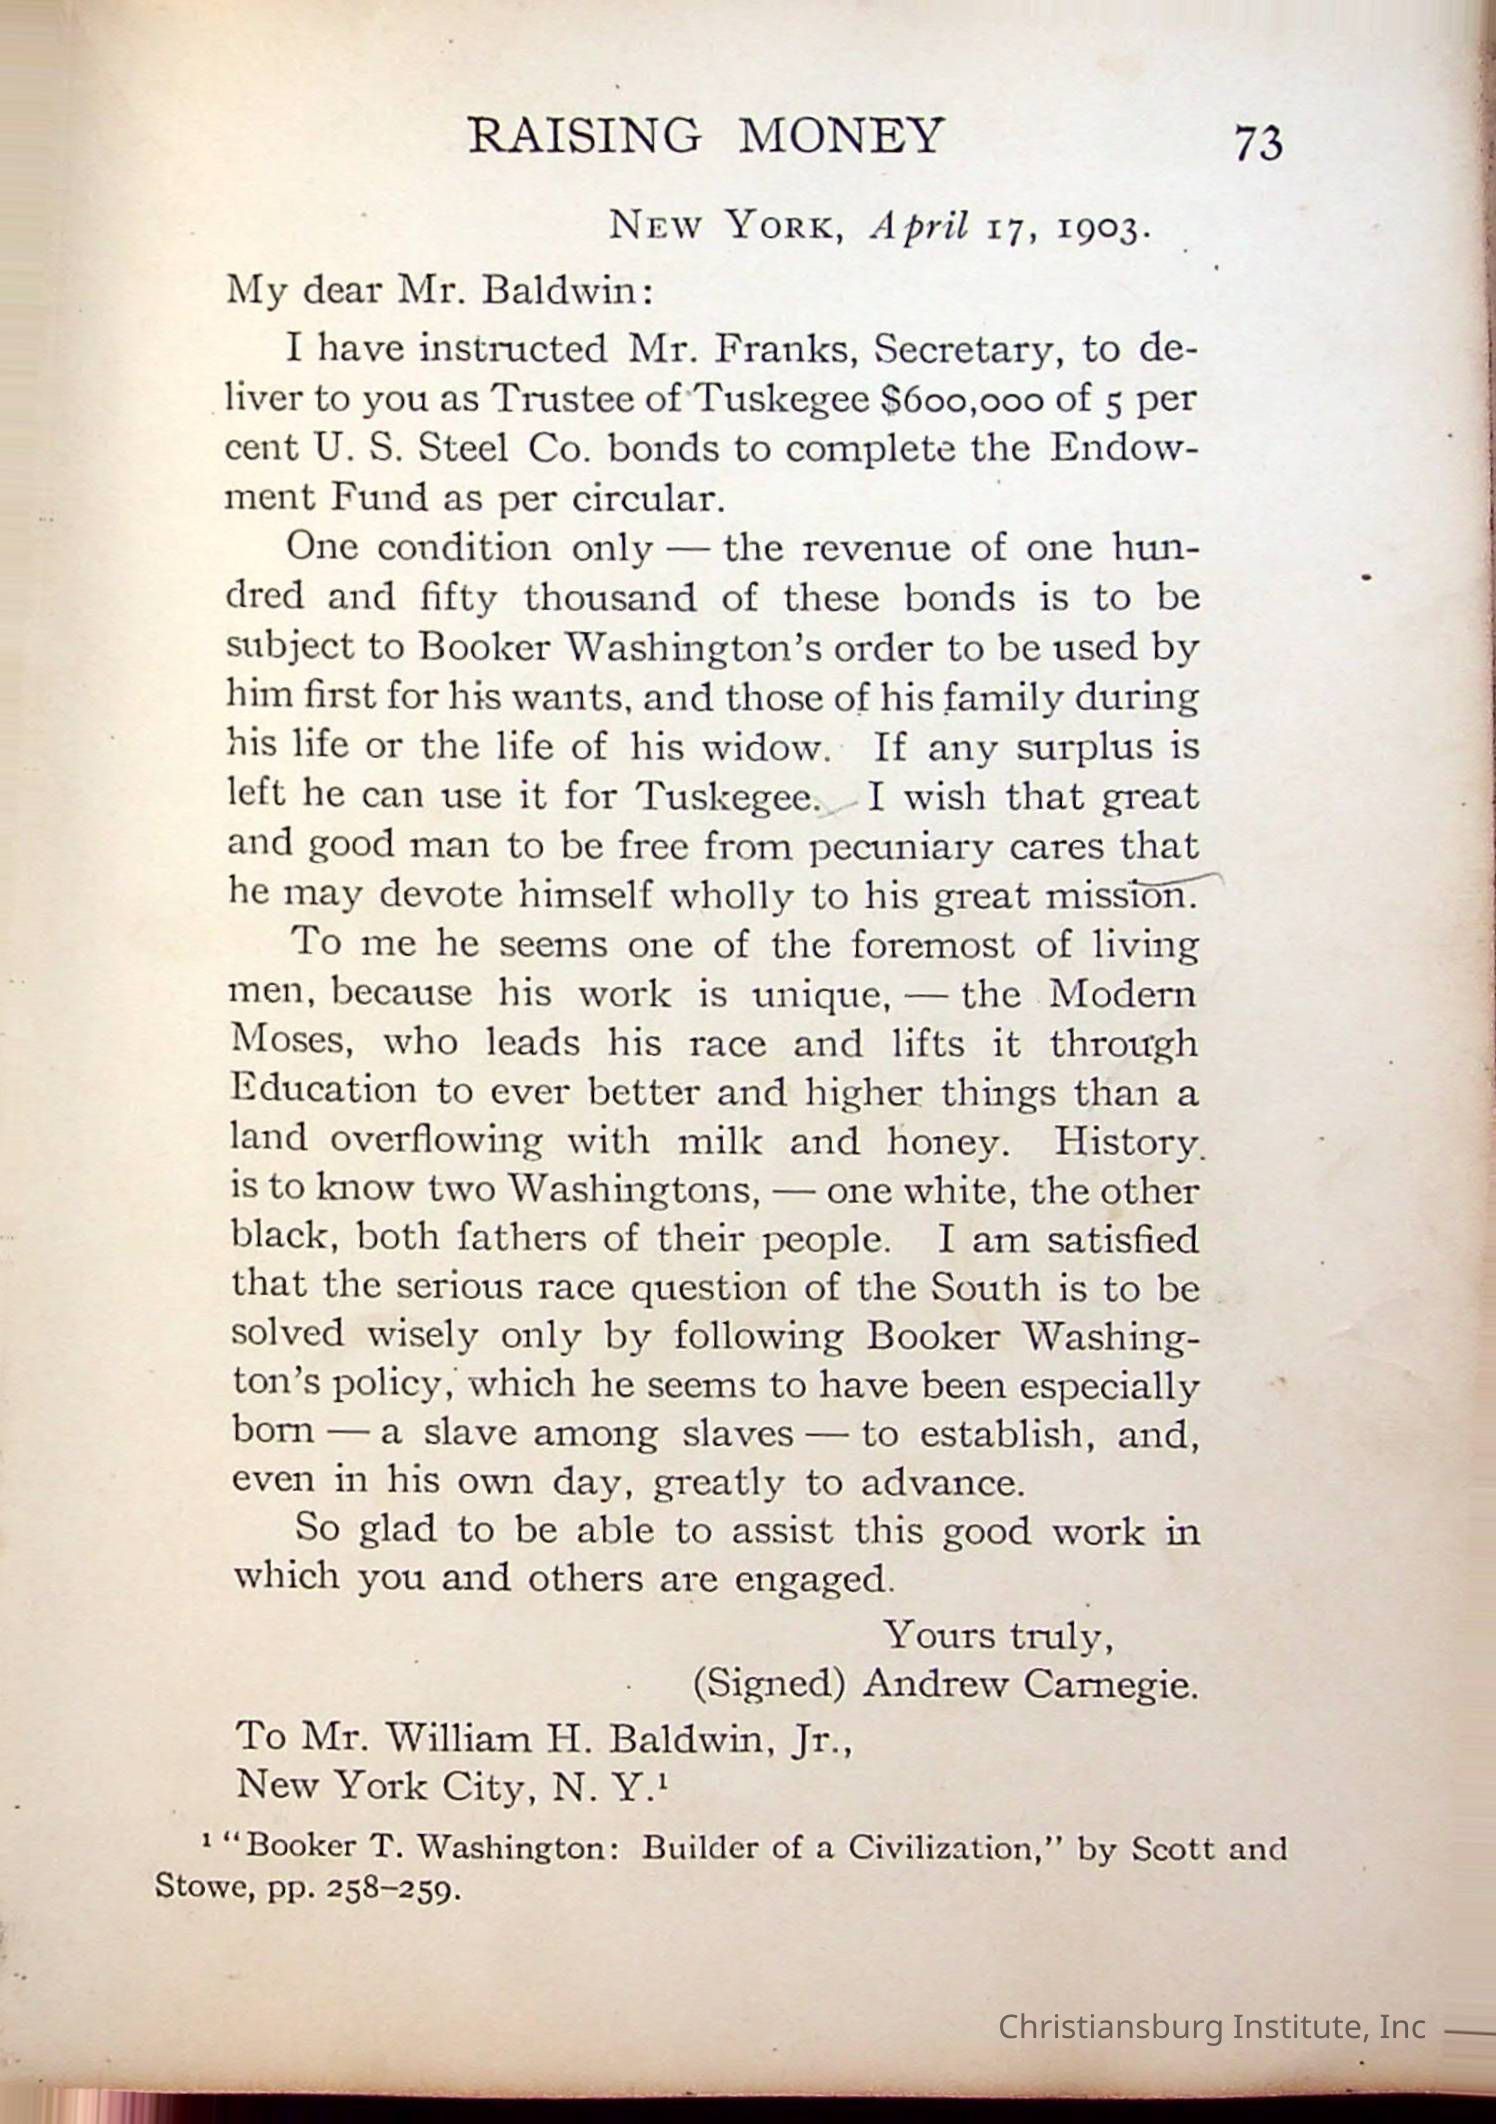 RAISING MONEY 73
NEW YORK, April 17, 1903.
My dear Mr. Baldwin:
I have instructed Mr. Franks, Secretary, to de-
liver to you as Trustee of Tuskegee $600,000 of 5 per
cent U. S. Steel Co. bonds to complete the Endow-
ment Fund as per circular.
One condition only — the revenue of one hun-
dred and fifty thousand of these bonds is to be
subject to Booker Washington's order to be used by
him first for his wants, and those of his family during
his life or the life of his widow. If any surplus is
left he can use it for Tuskegee. I wish that great
and good man to be free from pecuniary cares that
he may devote himself wholly to his great mission.
To me he seems one of the foremost of living
men, because his work is unique, — the Modern
Moses, who leads his race and lifts it through
Education to ever better and higher things than a
land overflowing with milk and honey. History
is to know two Washingtons, — one white, the other
black, both fathers of their people. I am satisfied
that the serious race question of the South is to be
solved wisely only by following Booker Washing-
ton's policy, which he seems to have been especially
born — a slave among slaves — to establish, and,
even in his own day, greatly to advance.
So glad to be able to assist this good work in
which you and others are engaged.
Yours truly,
(Signed) Andrew Carnegie.
To Mr. William H. Baldwin, Jr.,
New York City, N. Y.¹
¹ "Booker T. Washington: Builder of a Civilization," by Scott and
Stowe, pp. 258–259.
Christiansburg Institute, Inc